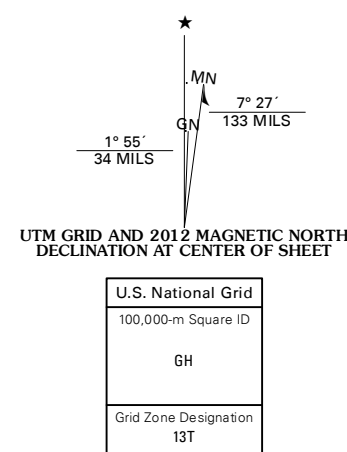 ★
MN
GN
7° 27´
133 MILS
1° 55´
34 MILS
UTM GRID AND 2012 MAGNETIC NORTH
DECLINATION AT CENTER OF SHEET
U.S. National Grid
100,000-m Square ID
GH
Grid Zone Designation
13T